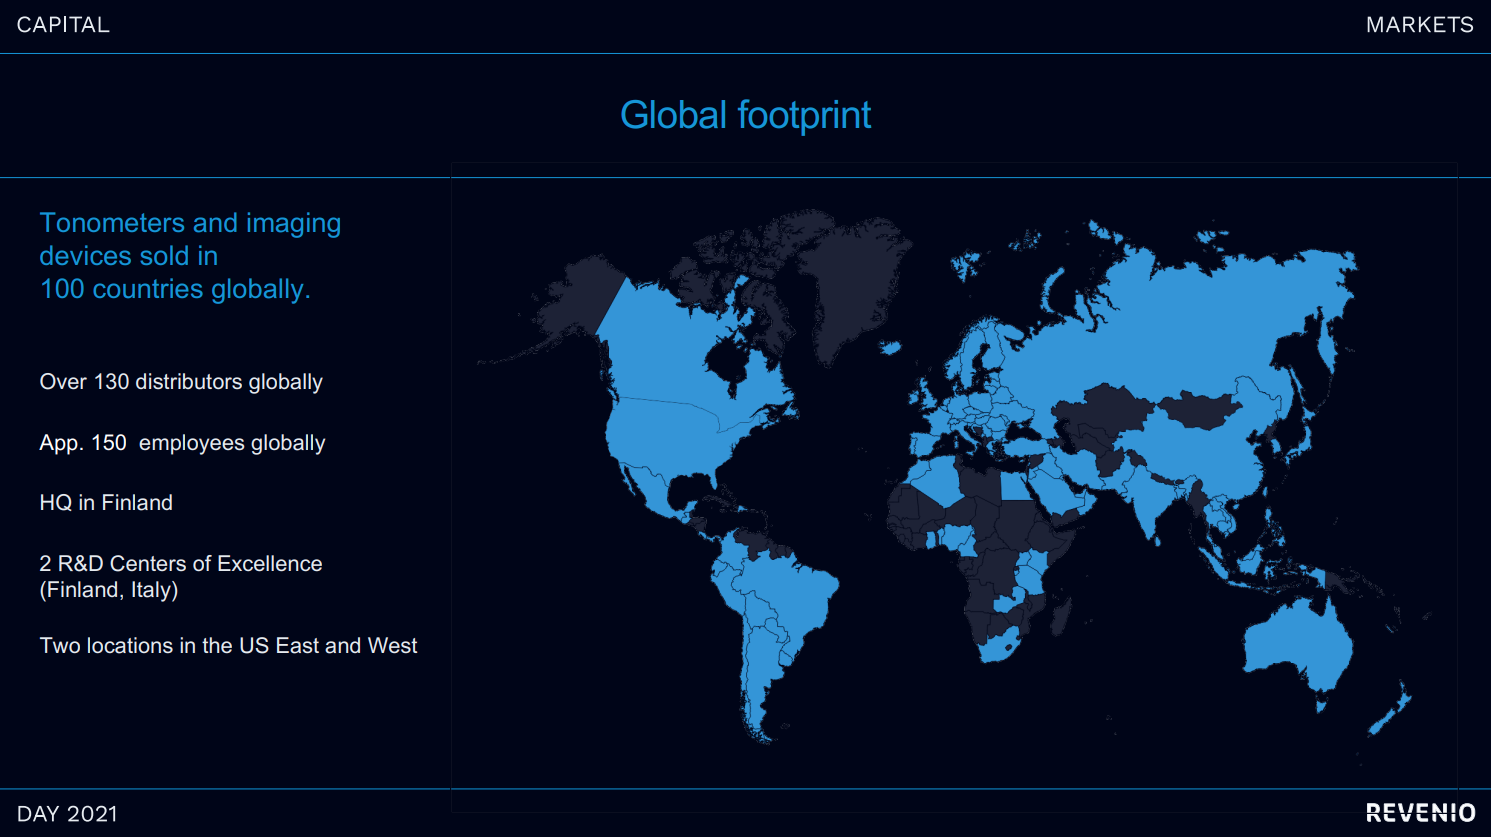 CAPITAL
MARKETS
Global footprint
Tonometers and imaging
devices sold in
100 countries globally.
Over 130 distributors globally
App. 150 employees globally
HQ in Finland
2 R&D Centers of Excellence
(Finland, Italy)
Two locations in the US East and West
DAY 2021
REVENIO